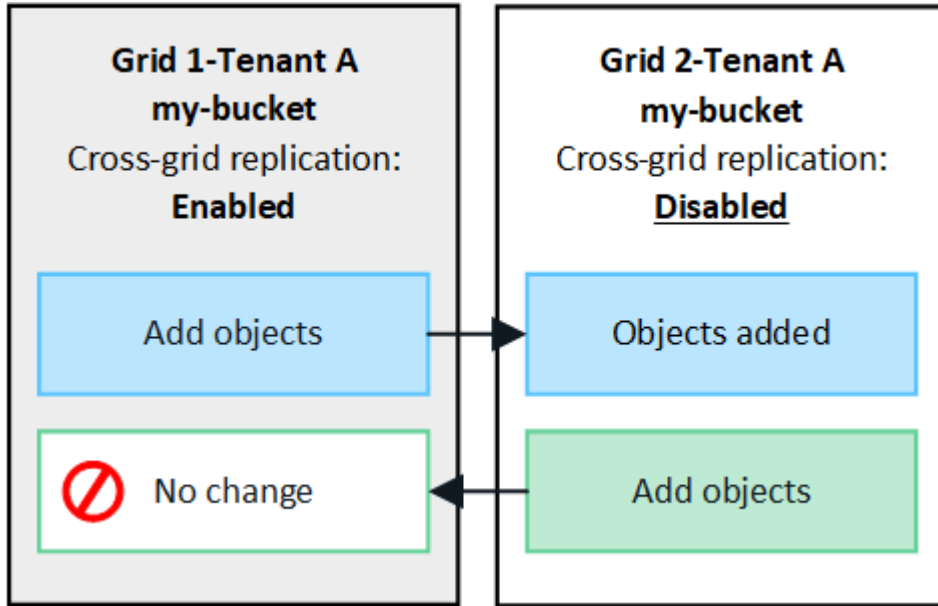 Grid 1-Tenant A
my-bucket
Cross-grid replication:
Enabled
Add objects
No change
Grid 2-Tenant A
my-bucket
Cross-grid replication:
Disabled
Objects added
Add objects